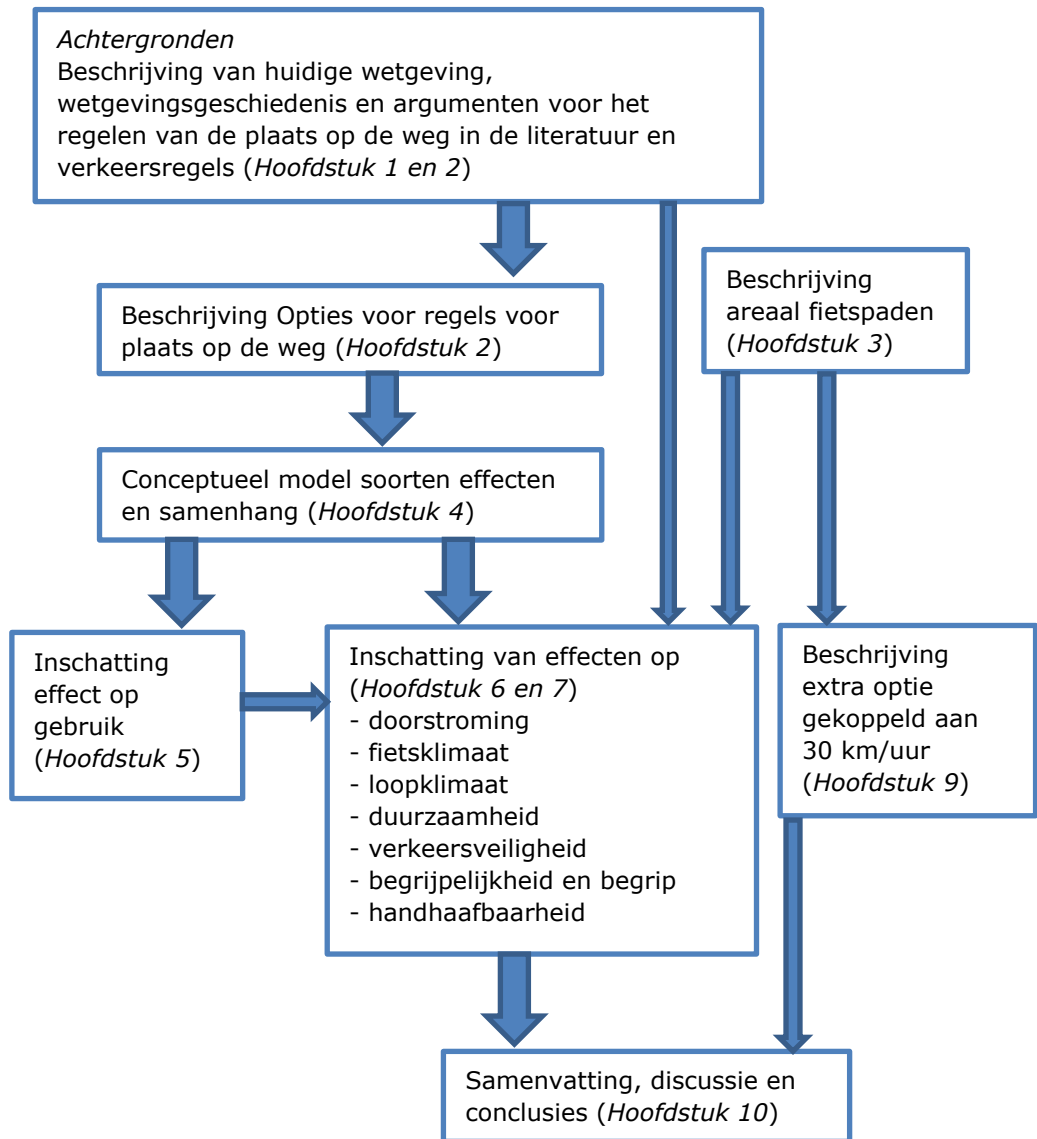 Achtergronden
Beschrijving van huidige wetgeving,
wetgevingsgeschiedenis en argumenten voor het
regelen van de plaats op de weg in de literatuur en
verkeersregels (Hoofdstuk 1 en 2)
Beschrijving
areaal fietspaden
(Hoofdstuk 3)
Beschrijving Opties voor regels voor
plaats op de weg (Hoofdstuk 2)
Conceptueel model soorten effecten
en samenhang (Hoofdstuk 4)
Inschatting
effect op
gebruik
(Hoofdstuk 5)
Inschatting van effecten op
(Hoofdstuk 6 en 7)
- doorstroming
- fietsklimaat
- loopklimaat
- duurzaamheid
- verkeersveiligheid
- begrijpelijkheid en begrip
- handhaafbaarheid
Beschrijving
extra optie
gekoppeld aan
30 km/uur
(Hoofdstuk 9)
Samenvatting, discussie en
conclusies (Hoofdstuk 10)